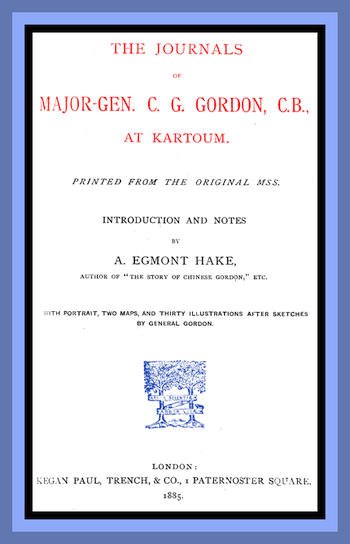 THE JOURNALS
OF
MAJOR-GEN. C. G. GORDON, C.B.,
AT KARTOUM.
PRINTED FROM THE ORIGINAL MSS.
INTRODUCTION AND NOTES
BY
A. EGMONT HAKE,
AUTHOR OF "THE STORY OF CHINESE GORDON," ETC.
WITH PORTRAIT, TWO MAPS, AND THIRTY ILLUSTRATIONS AFTER SKETCHES
BY GENERAL GORDON.
LONDON:
KEGAN PAUL, TRENCH, & CO., 1 PATERNOSTER SQUARE.
1885.